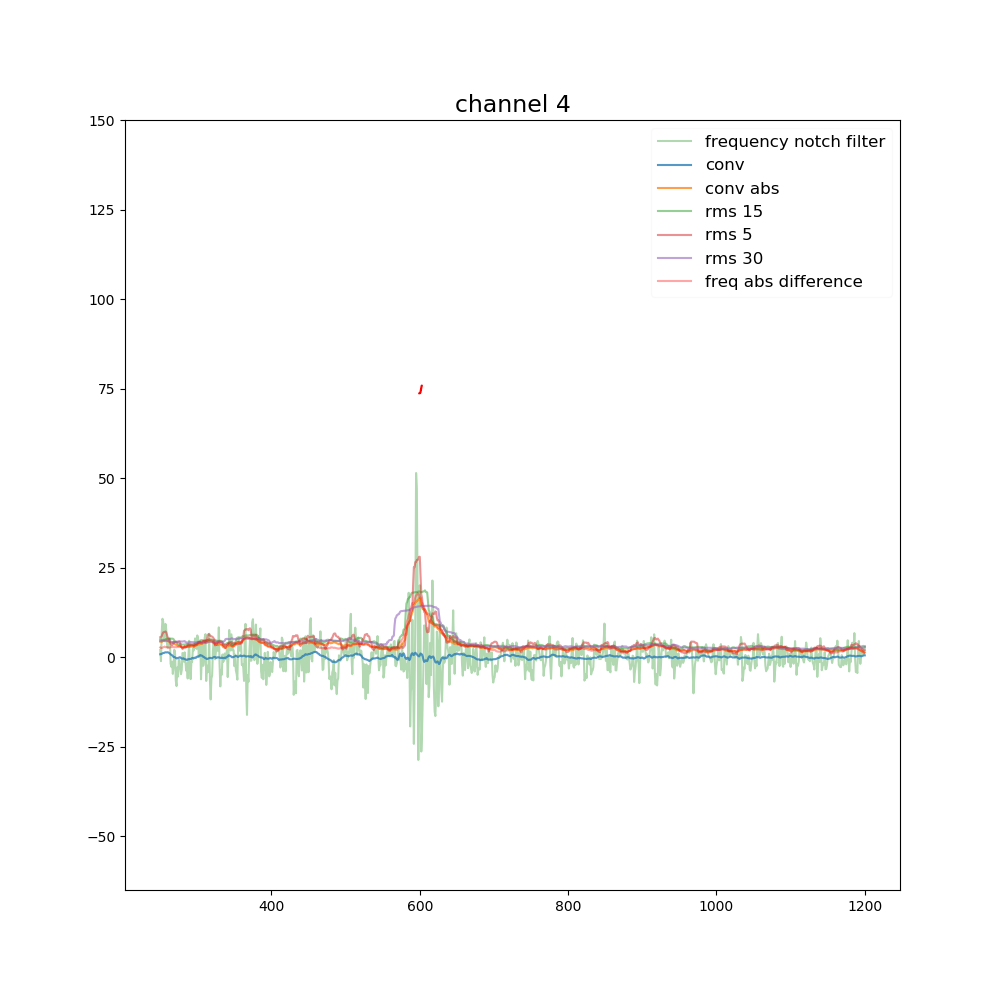 channel 4
150
125
100
75
50
25
0
−25
−50
400 600 800 1000 1200
frequency notch filter
conv
conv abs
rms 15
rms 5
rms 30
freq abs difference